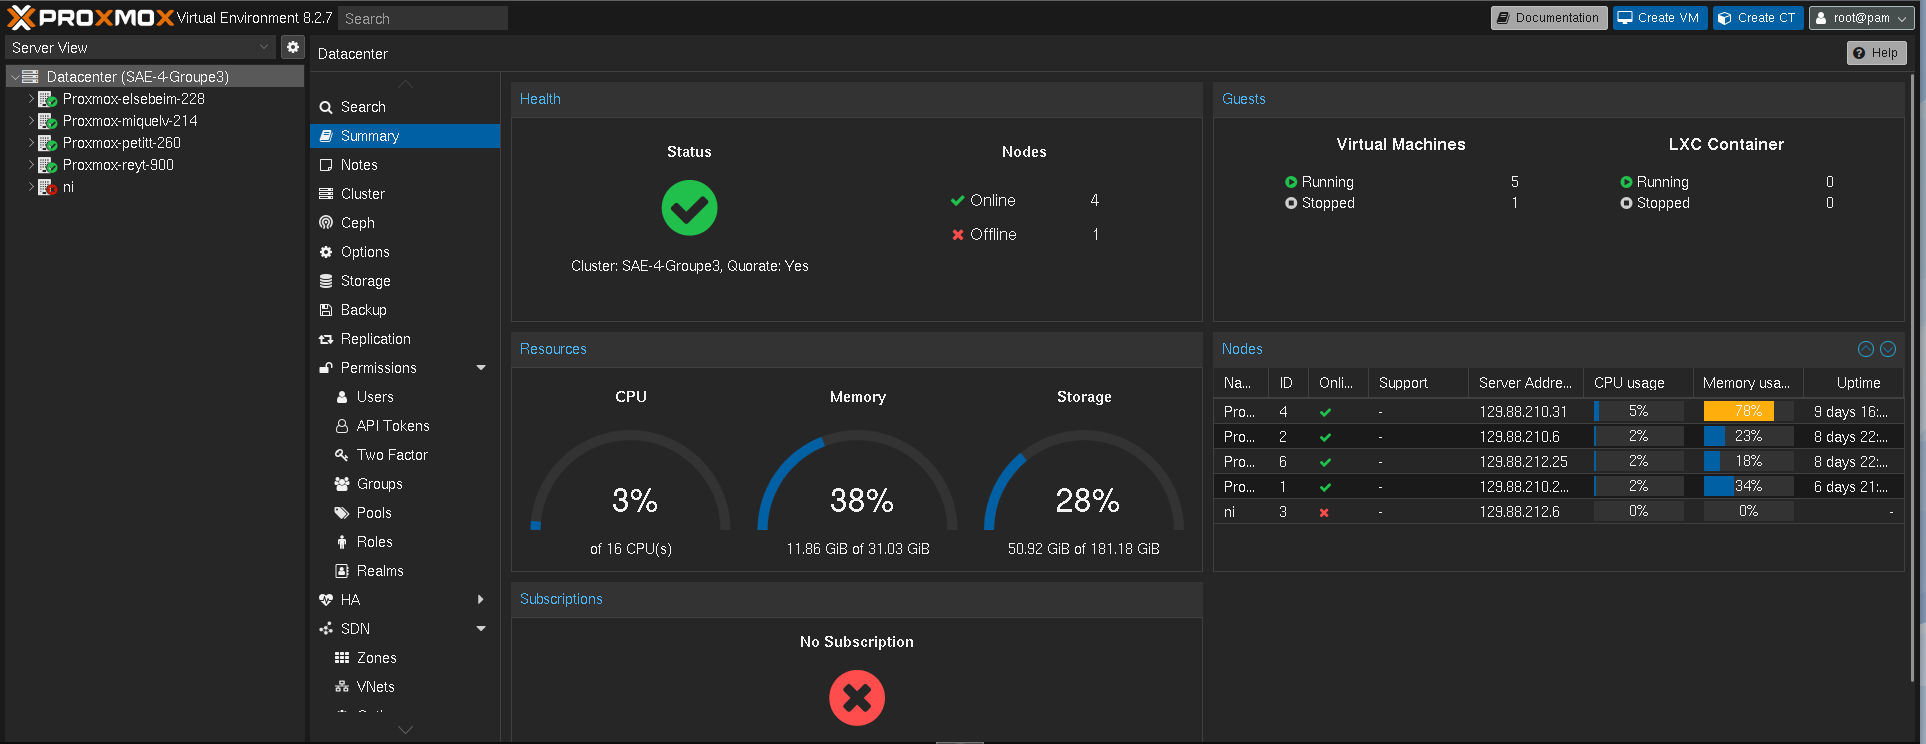 PROXMOX Virtual Environment 8.2.7 Search Documentation Create VM Create CT root@pam
Server View
Datacenter Help
Datacenter (SAE-4-Groupe3)
Proxmox-elsebeim-228
Proxmox-miquelv-214
Proxmox-petitt-260
Proxmox-reyt-900
ni
Search
Summary
Notes
Cluster
Ceph
Options
Storage
Backup
Replication
Permissions
Users
API Tokens
Two Factor
Groups
Pools
Roles
Realms
HA
SDN
Zones
VNets
Health
Status
Cluster: SAE-4-Groupe3, Quorate: Yes
Nodes
Online 4
Offline 1
Guests
Virtual Machines
Running 5
Stopped 1
LXC Container
Running 0
Stopped 0
Resources
CPU
3%
of 16 CPU(s)
Memory
38%
11.86 GiB of 31.03 GiB
Storage
28%
50.92 GiB of 181.18 GiB
Nodes
Na... ID Onli... Support Server Addre... CPU usage Memory usa... Uptime
Pro... 4 - 129.88.210.31 5% 78% 9 days 16:...
Pro... 2 - 129.88.210.6 2% 23% 8 days 22:...
Pro... 6 - 129.88.212.25 2% 18% 8 days 22:...
Pro... 1 - 129.88.210.2... 2% 34% 6 days 21:...
ni 3 - 129.88.212.6 0% 0% -
Subscriptions
No Subscription